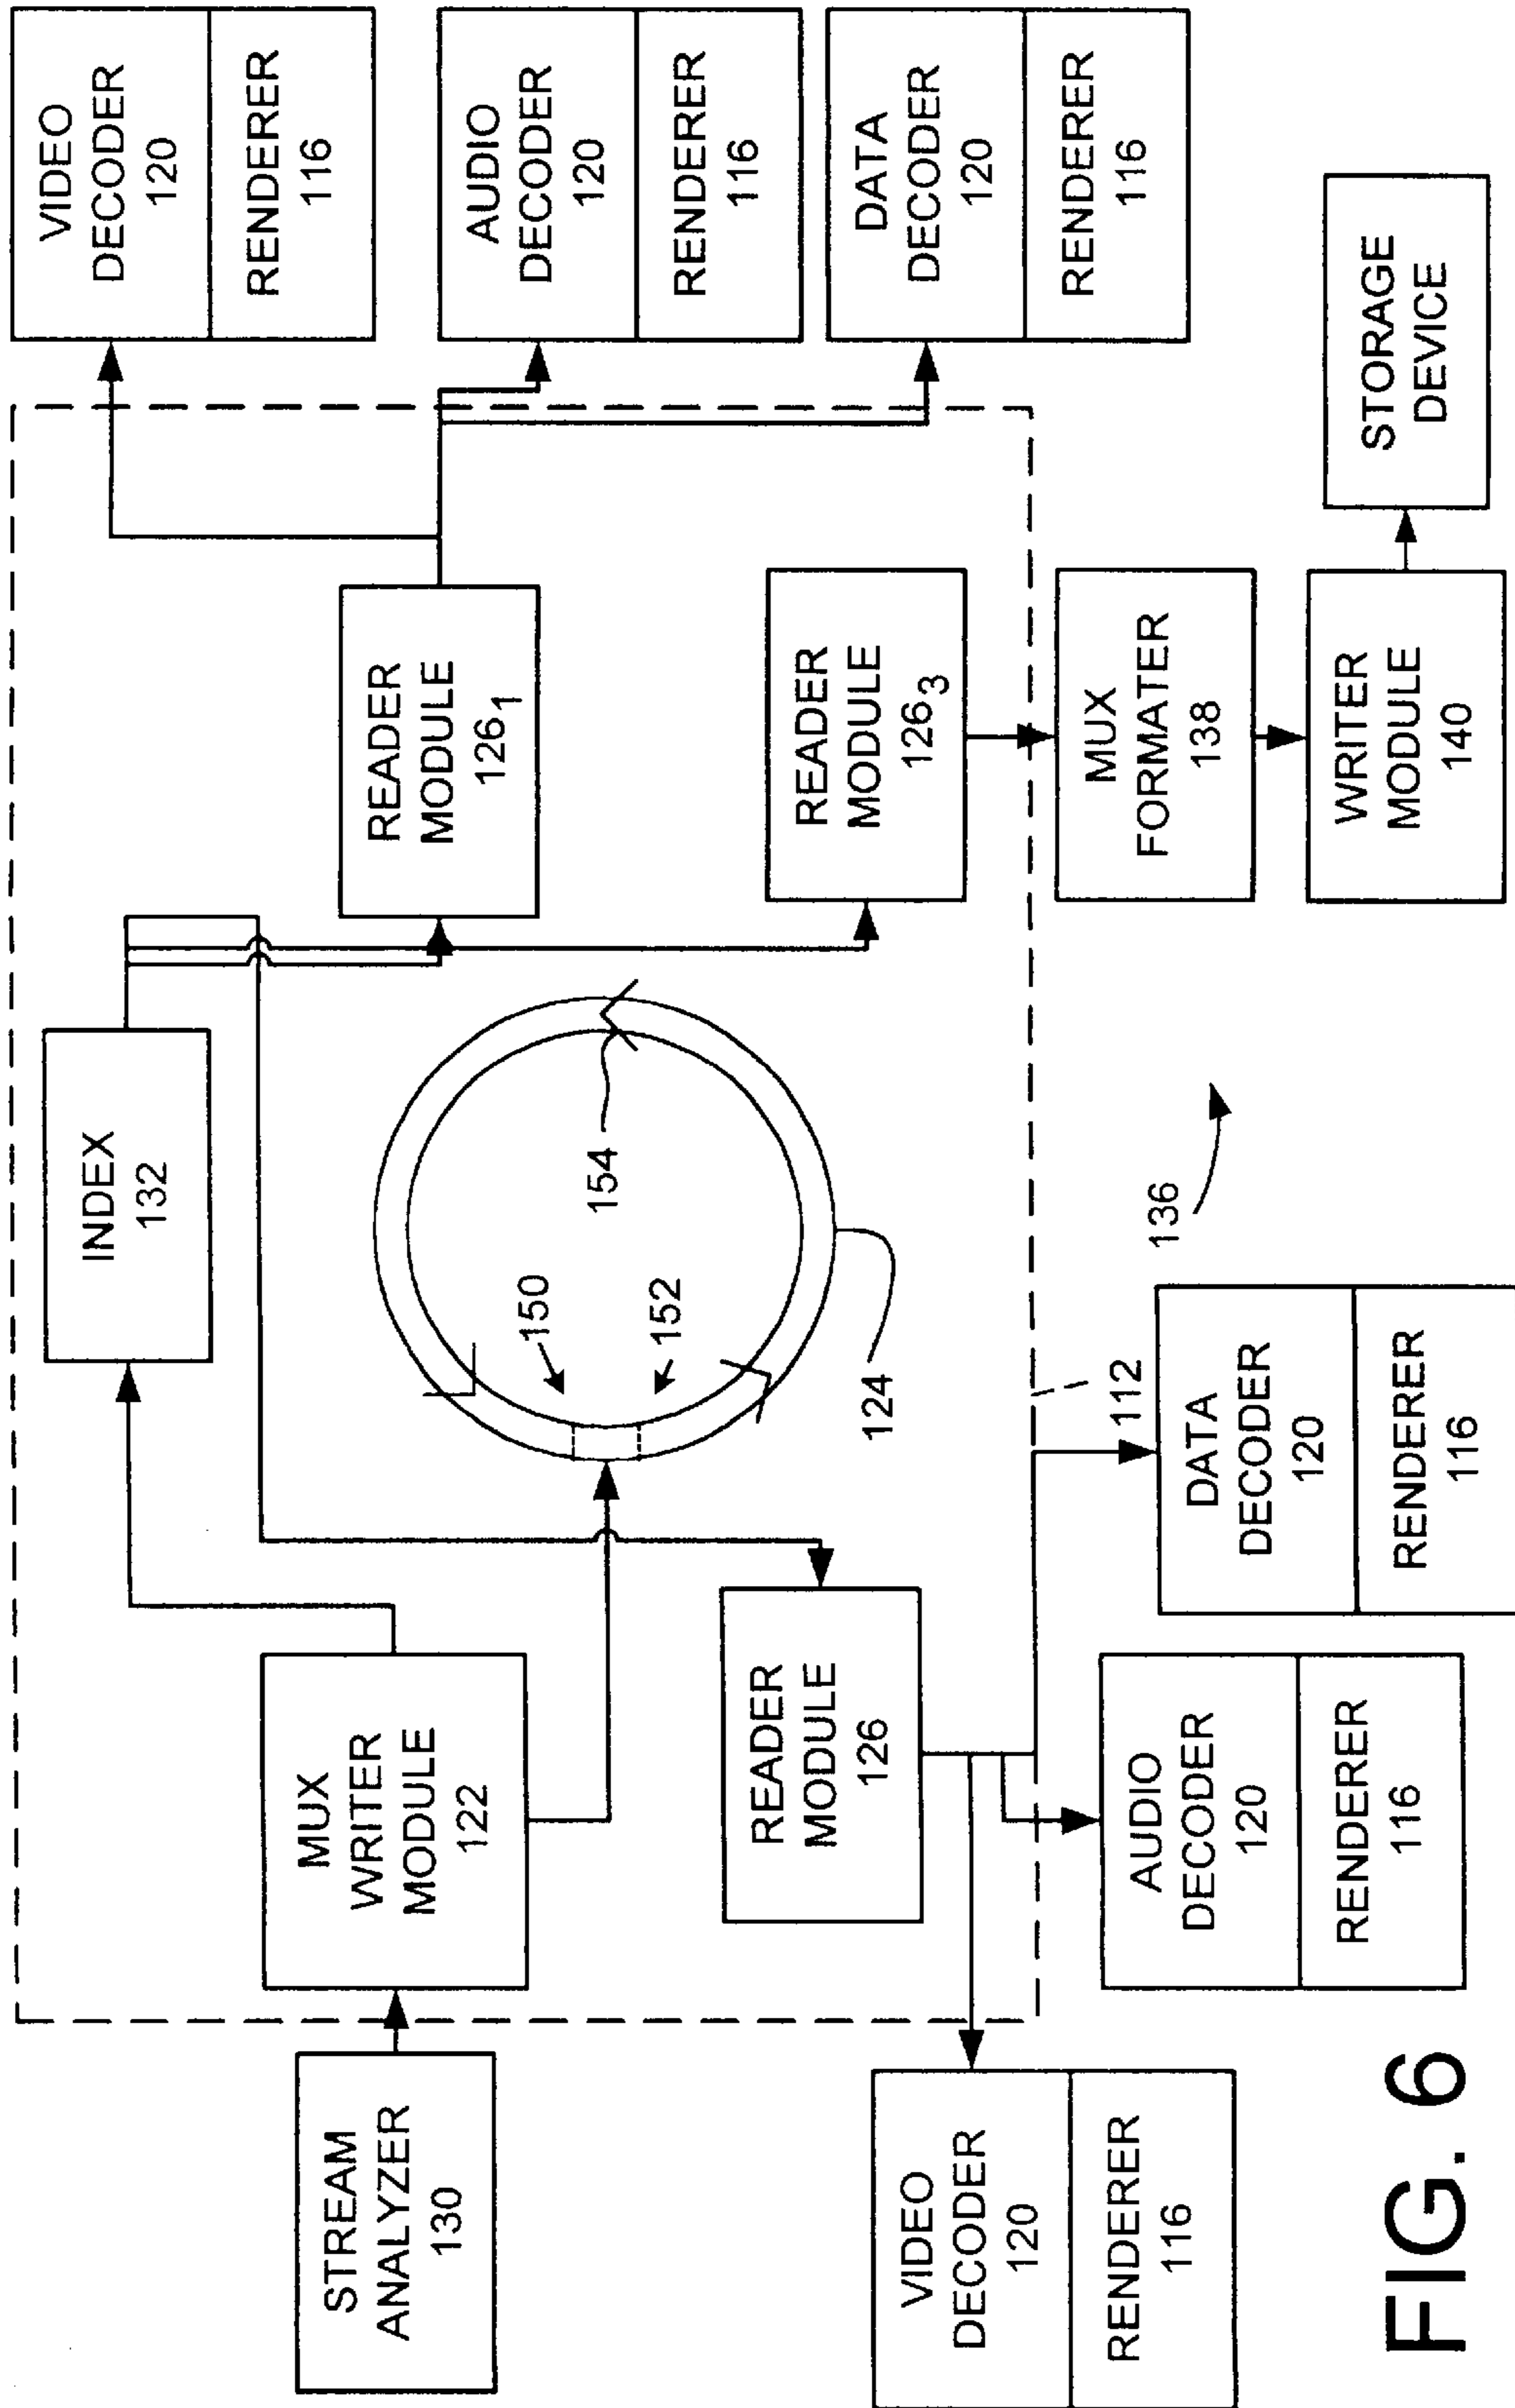 STREAM
ANALYZER
130
MUX
WRITER
MODULE
122
INDEX
132
READER
MODULE
126₁
VIDEO
DECODER
120
RENDERER
116
AUDIO
DECODER
120
RENDERER
116
DATA
DECODER
120
RENDERER
116
150
152
154
124
READER
MODULE
126
READER
MODULE
126₃
MUX
FORMATER
138
WRITER
MODULE
140
STORAGE
DEVICE
VIDEO
DECODER
120
RENDERER
116
AUDIO
DECODER
120
RENDERER
116
DATA
DECODER
120
RENDERER
116
112
136
FIG. 6